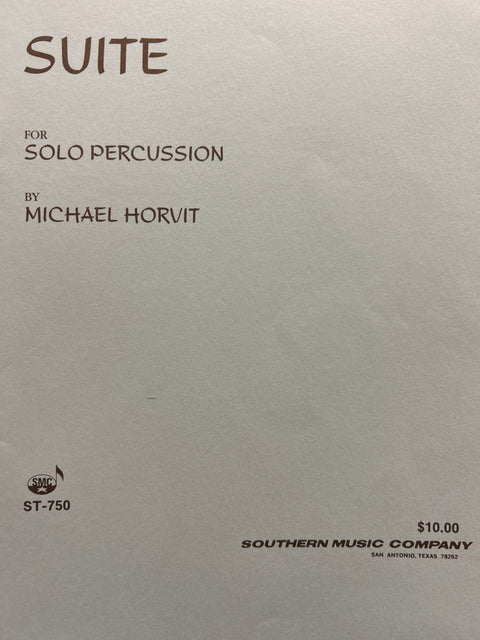 SUITE
FOR
SOLO PERCUSSION
BY
MICHAEL HORVIT
SMC
ST-750
$10.00
SOUTHERN MUSIC COMPANY
SAN ANTONIO, TEXAS 78292